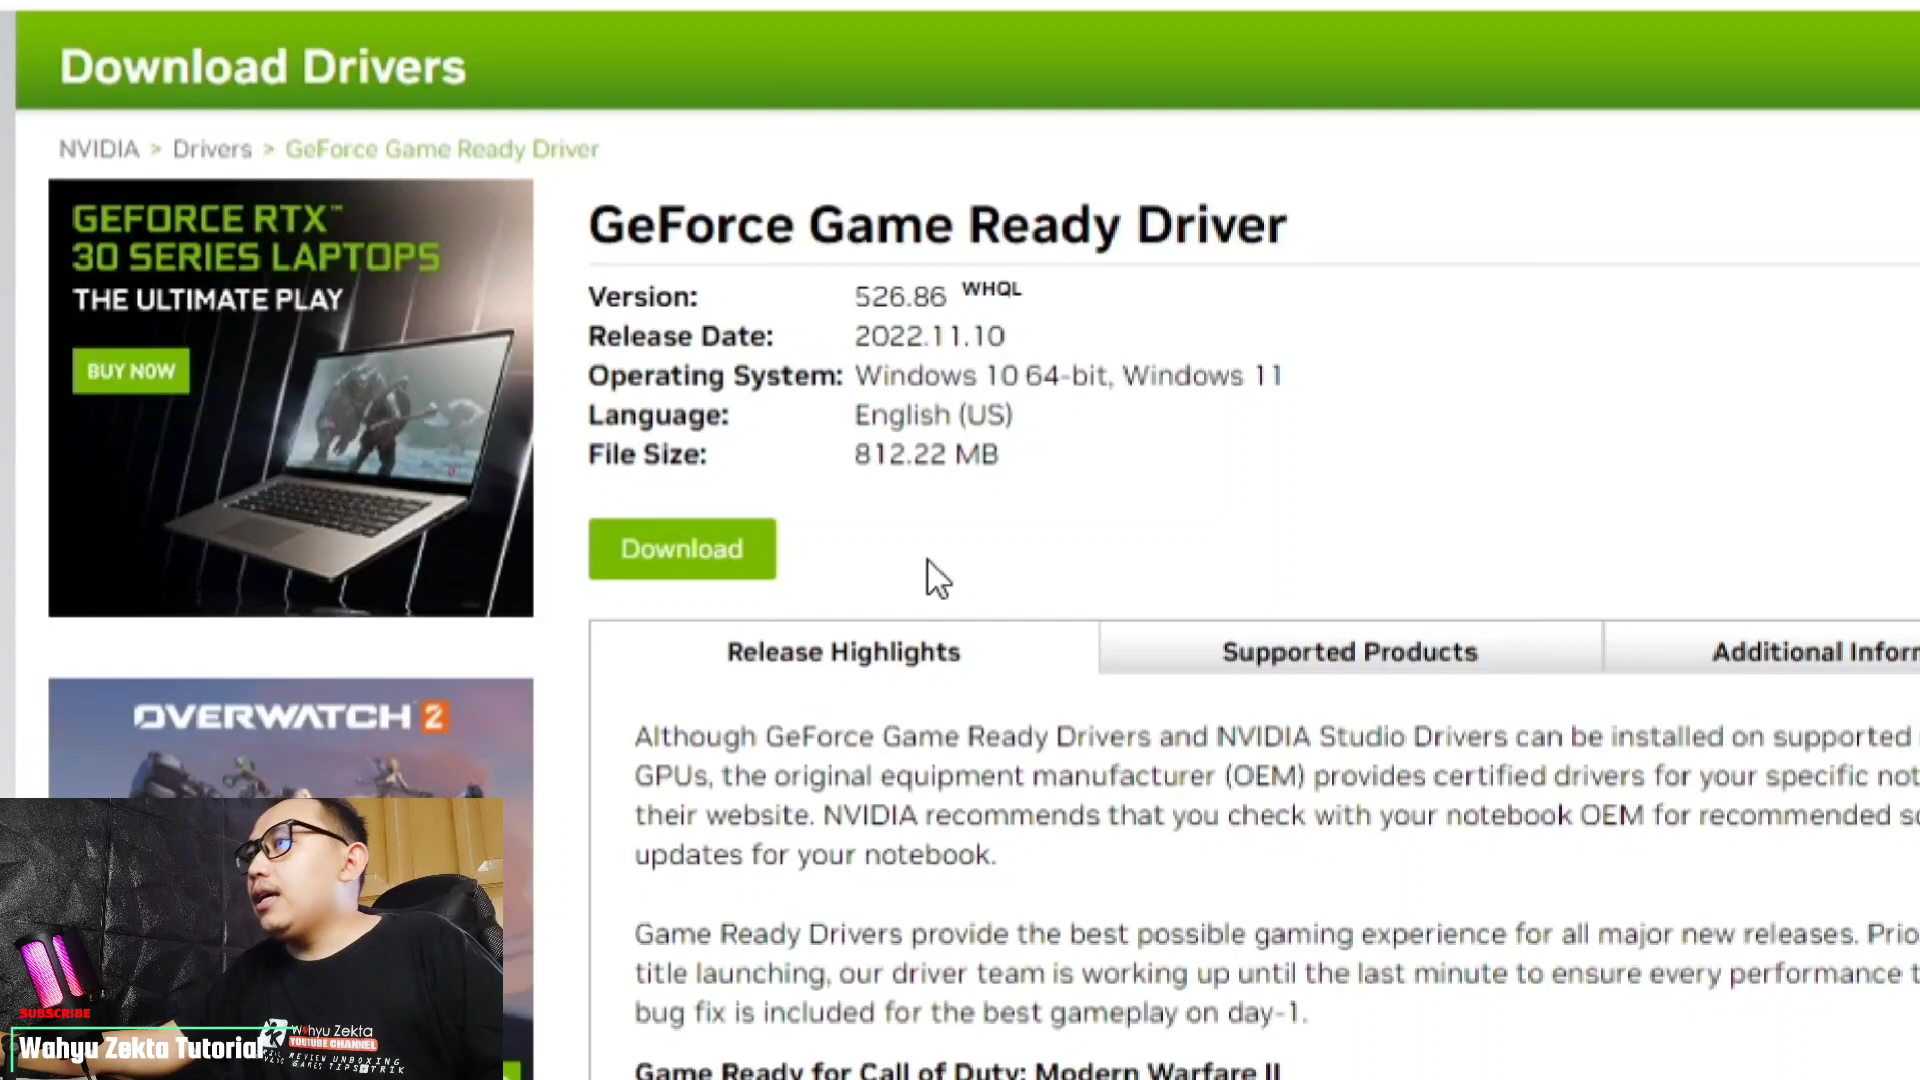 Download Drivers
NVIDIA > Drivers > GeForce Game Ready Driver
GEFORCE RTX™
30 SERIES LAPTOPS
THE ULTIMATE PLAY
BUY NOW
GeForce Game Ready Driver
Version: 526.86 WHQL
Release Date: 2022.11.10
Operating System: Windows 10 64-bit, Windows 11
Language: English (US)
File Size: 812.22 MB
Download
Release Highlights Supported Products Additional Inform
Although GeForce Game Ready Drivers and NVIDIA Studio Drivers can be installed on supported
GPUs, the original equipment manufacturer (OEM) provides certified drivers for your specific not
their website. NVIDIA recommends that you check with your notebook OEM for recommended so
updates for your notebook.
Game Ready Drivers provide the best possible gaming experience for all major new releases. Prio
title launching, our driver team is working up until the last minute to ensure every performance t
bug fix is included for the best gameplay on day-1.
Game Ready for Call of Duty: Modern Warfare II
OVERWATCH 2
SUBSCRIBE
Wahyu Zekta Tutorial
Wahyu Zekta
YOUTUBE CHANNEL
REVIEW UNBOXING
GAMES TIPS TRIK